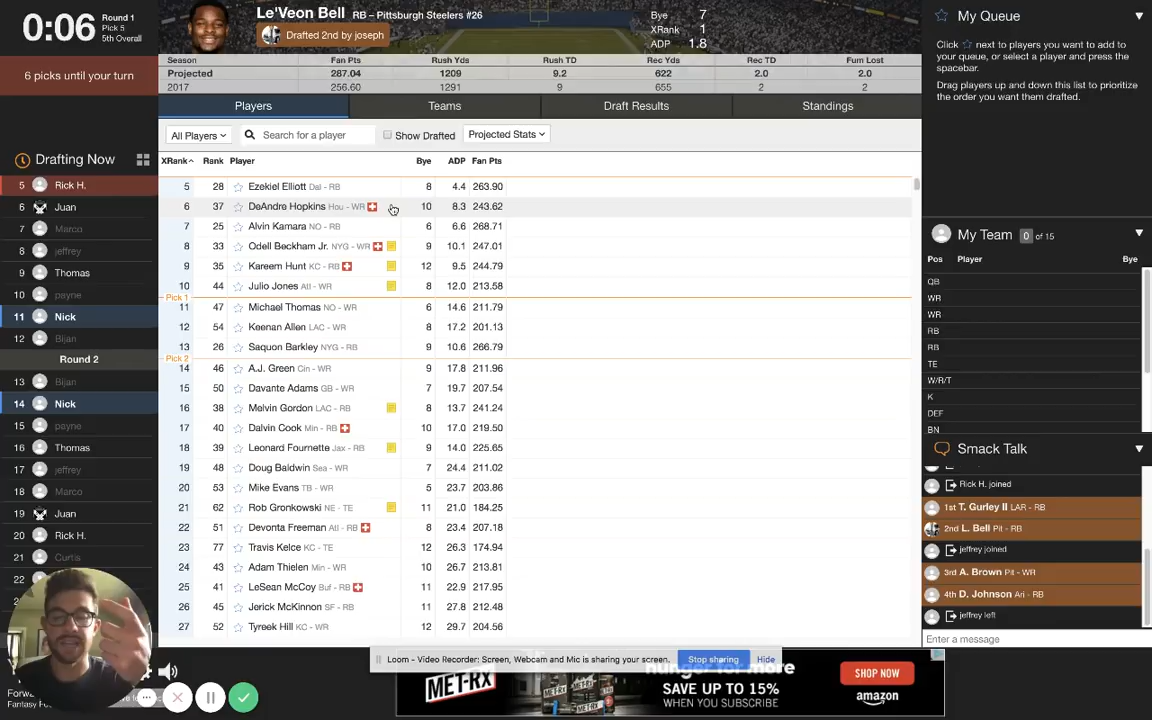 0:06
Round 1
Pick 5
5th Overall
6 picks until your turn
Drafting Now
5 Rick H.
6 Juan
7 Marco
8 jeffrey
9 Thomas
10 payne
11 Nick
12 Bijan
Round 2
13 Bijan
14 Nick
15 payne
16 Thomas
17 jeffrey
18 Marco
19 Juan
20 Rick H.
21 Curtis
22
Le'Veon Bell RB – Pittsburgh Steelers #26
Drafted 2nd by joseph
Bye 7
XRank 1
ADP 1.8
Season Fan Pts Rush Yds Rush TD Rec Yds Rec TD Fum Lost
Projected 287.04 1209 9.2 622 2.0 2.0
2017 256.60 1291 9 655 2 2
Players Teams Draft Results Standings
All Players Search for a player Show Drafted Projected Stats
XRank Rank Player Bye ADP Fan Pts
5 28 Ezekiel Elliott Dal - RB 8 4.4 263.90
6 37 DeAndre Hopkins Hou - WR 10 8.3 243.62
7 25 Alvin Kamara NO - RB 6 6.6 268.71
8 33 Odell Beckham Jr. NYG - WR 9 10.1 247.01
9 35 Kareem Hunt KC - RB 12 9.5 244.79
10 44 Julio Jones Atl - WR 8 12.0 213.58
Pick 1
11 47 Michael Thomas NO - WR 6 14.6 211.79
12 54 Keenan Allen LAC - WR 8 17.2 201.13
13 26 Saquon Barkley NYG - RB 9 10.6 266.79
Pick 2
14 46 A.J. Green Cin - WR 9 17.8 211.96
15 50 Davante Adams GB - WR 7 19.7 207.54
16 38 Melvin Gordon LAC - RB 8 13.7 241.24
17 40 Dalvin Cook Min - RB 10 17.0 219.50
18 39 Leonard Fournette Jax - RB 9 14.0 225.65
19 48 Doug Baldwin Sea - WR 7 24.4 211.02
20 53 Mike Evans TB - WR 5 23.7 203.86
21 62 Rob Gronkowski NE - TE 11 21.0 184.25
22 51 Devonta Freeman Atl - RB 8 23.4 207.18
23 77 Travis Kelce KC - TE 12 26.3 174.94
24 43 Adam Thielen Min - WR 10 26.7 213.81
25 41 LeSean McCoy Buf - RB 11 22.9 217.95
26 45 Jerick McKinnon SF - RB 11 27.8 212.48
27 52 Tyreek Hill KC - WR 12 29.7 204.56
My Queue
Click next to players you want to add to
your queue, or select a player and press the
spacebar.
Drag players up and down this list to prioritize
the order you want them drafted.
My Team 0 of 15
Pos Player Bye
QB
WR
WR
RB
RB
TE
W/R/T
K
DEF
BN
Smack Talk
Rick H. joined
1st T. Gurley II LAR - RB
2nd L. Bell Pit - RB
jeffrey joined
3rd A. Brown Pit - WR
4th D. Johnson Ari - RB
jeffrey left
Enter a message
Loom - Video Recorder: Screen, Webcam and Mic is sharing your screen. Stop sharing Hide
MET-RX
hunger for more
SAVE UP TO 15%
WHEN YOU SUBSCRIBE
SHOP NOW
amazon